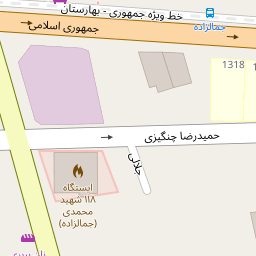 خط ویژه جمهوری - بهارستان
جمالزاده
جمهوری اسلامی
1318
حمیدرضا چنگیزی
جلالی
ایستگاه
۱۱۸ شهید
محمدی
(جمالزاده)